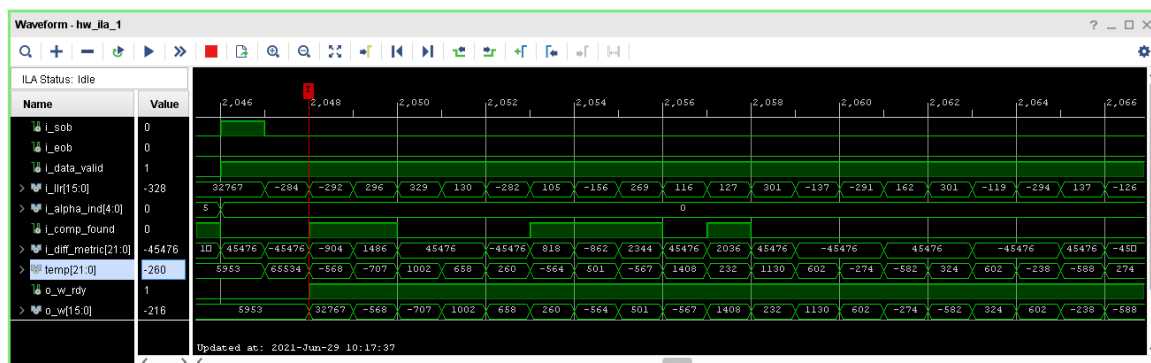 Waveform - hw_ila_1
ILA Status: Idle
Name Value 2,046 2,048 2,050 2,052 2,054 2,056 2,058 2,060 2,062 2,064 2,066
T
i_sob 0
i_eob 0
i_data_valid 1
i_llr[15:0] -328 32767 -284 -292 296 329 130 -282 105 -156 269 116 127 301 -137 -291 162 301 -119 -294 137 -126
i_alpha_ind[4:0] 0 5 0
i_comp_found 0
i_diff_metric[21:0] -45476 45476 -45476 -904 1486 45476 -45476 818 -862 2344 45476 2036 45476 -45476 45476 -45476 45476
temp[21:0] -260 5953 65534 -568 -707 1002 658 260 -564 501 -567 1408 232 1130 602 -274 -582 324 602 -238 -588 274
o_w_rdy 1
o_w[15:0] -216 5953 32767 -568 -707 1002 658 260 -564 501 -567 1408 232 1130 602 -274 -582 324 602 -238 -588
Updated at: 2021-Jun-29 10:17:37